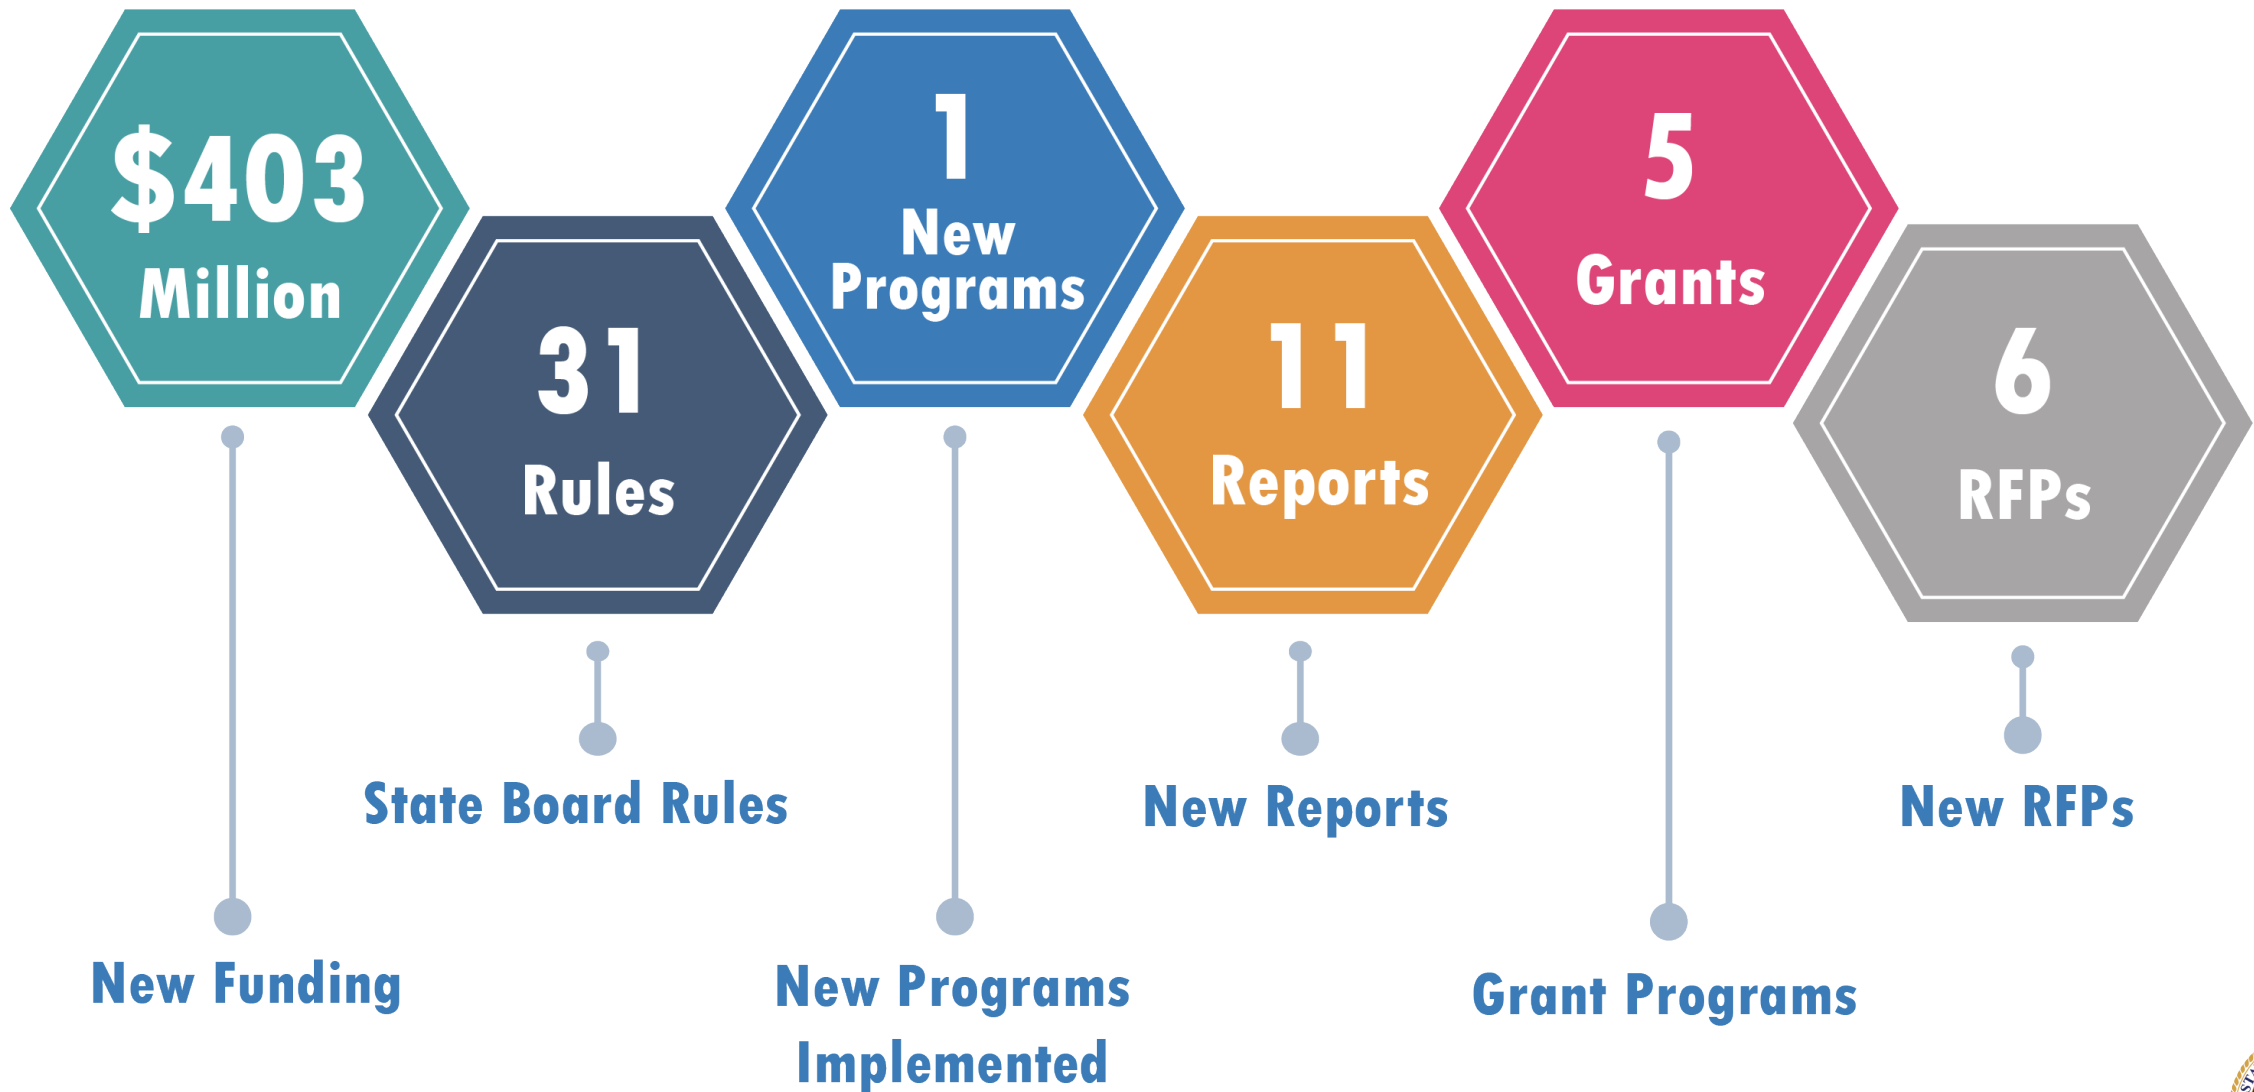 $403
Million
31
Rules
1
New
Programs
11
Reports
5
Grants
6
RFPs
New Funding
State Board Rules
New Programs
Implemented
New Reports
Grant Programs
New RFPs